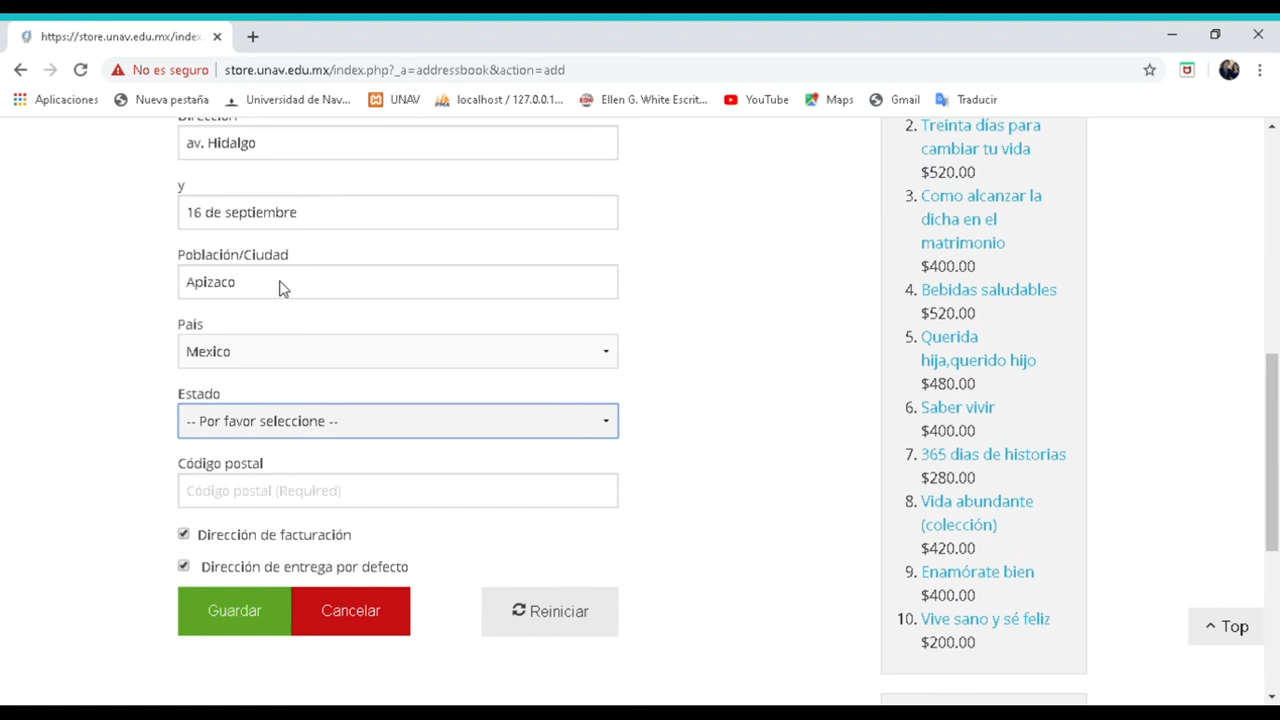 https://store.unav.edu.mx/index
No es seguro
store.unav.edu.mx/index.php?_a=addressbook&action=add
Aplicaciones
Nueva pestaña
Universidad de Nav...
UNAV
localhost / 127.0.0.1...
Ellen G. White Escrit...
YouTube
Maps
Gmail
Traducir
Dirección
av. Hidalgo
y
16 de septiembre
Población/Ciudad
Apizaco
País
Mexico
Estado
-- Por favor seleccione --
Código postal
Código postal (Required)
Dirección de facturación
Dirección de entrega por defecto
Guardar
Cancelar
Reiniciar
2. Treinta días para
cambiar tu vida
$520.00
3. Como alcanzar la
dicha en el
matrimonio
$400.00
4. Bebidas saludables
$520.00
5. Querida
hija,querido hijo
$480.00
6. Saber vivir
$400.00
7. 365 dias de historias
$280.00
8. Vida abundante
(colección)
$420.00
9. Enamórate bien
$400.00
10. Vive sano y sé feliz
$200.00
Top